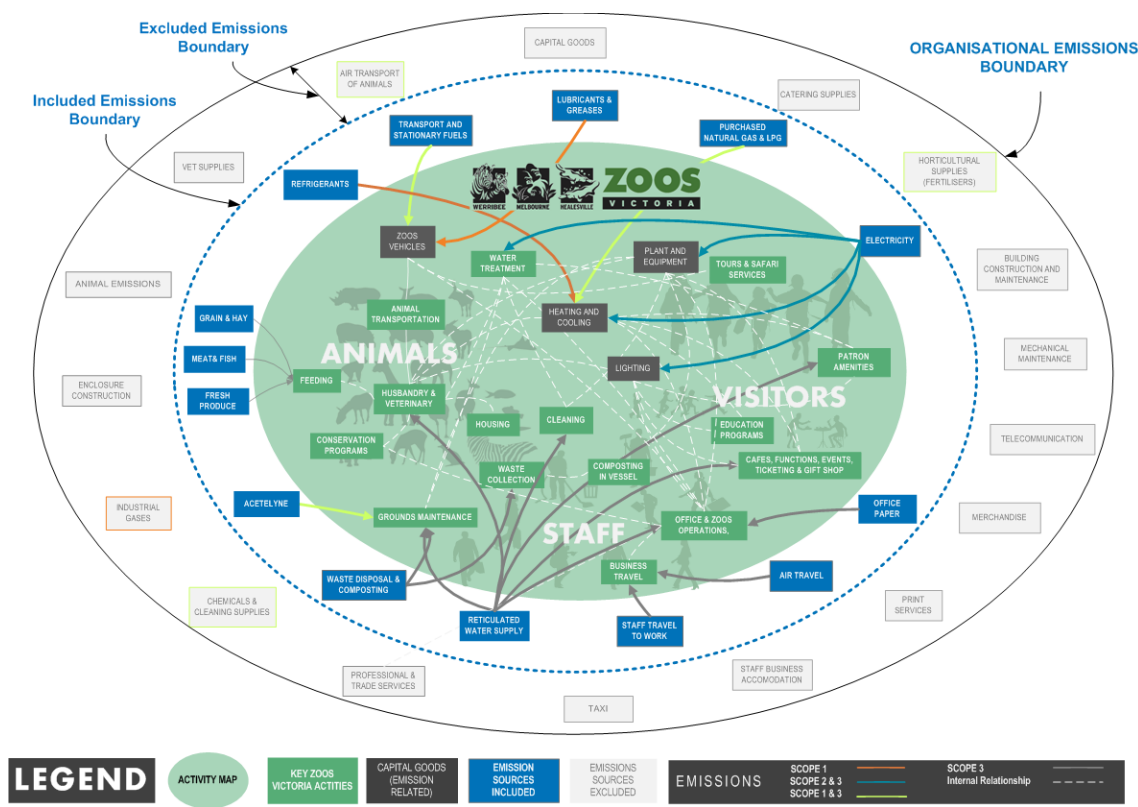 Excluded Emissions
Boundary
CAPITAL GOODS
ORGANISATIONAL EMISSIONS
BOUNDARY
AIR TRANSPORT
OF ANIMALS
Included Emissions
Boundary
LUBRICANTS &
GREASES
CATERING SUPPLIES
TRANSPORT AND
STATIONARY FUELS
PURCHASED
NATURAL GAS & LPG
VET SUPPLIES
HORTICULTURAL
SUPPLIES
(FERTILISERS)
REFRIGERANTS
WERRIBEE
MELBOURNE
HEALESVILLE
ZOOS
VICTORIA
ZOOS
VEHICLES
WATER
TREATMENT
PLANT AND
EQUIPMENT
TOURS & SAFARI
SERVICES
ELECTRICITY
BUILDING
CONSTRUCTION AND
MAINTENANCE
ANIMAL EMISSIONS
GRAIN & HAY
ANIMAL
TRANSPORTATION
HEATING AND
COOLING
MEAT& FISH
ANIMALS
LIGHTING
PATRON
AMENITIES
MECHANICAL
MAINTENANCE
ENCLOSURE
CONSTRUCTION
FRESH
PRODUCE
FEEDING
HUSBANDRY &
VETERINARY
VISITORS
HOUSING
CLEANING
EDUCATION
PROGRAMS
CONSERVATION
PROGRAMS
TELECOMMUNICATION
WASTE
COLLECTION
COMPOSTING
IN VESSEL
CAFES, FUNCTIONS, EVENTS,
TICKETING & GIFT SHOP
INDUSTRIAL
GASES
ACETELYNE
GROUNDS MAINTENANCE
STAFF
OFFICE & ZOOS
OPERATIONS,
OFFICE
PAPER
MERCHANDISE
WASTE DISPOSAL &
COMPOSTING
BUSINESS
TRAVEL
AIR TRAVEL
CHEMICALS &
CLEANING SUPPLIES
RETICULATED
WATER SUPPLY
STAFF TRAVEL
TO WORK
PRINT
SERVICES
PROFESSIONAL &
TRADE SERVICES
STAFF BUSINESS
ACCOMODATION
TAXI
LEGEND
ACTIVITY MAP
KEY ZOOS
VICTORIA ACTITIES
CAPITAL GOODS
(EMISSION
RELATED)
EMISSION
SOURCES
INCLUDED
EMISSIONS
SOURCES
EXCLUDED
EMISSIONS
SCOPE 1
SCOPE 2 & 3
SCOPE 1 & 3
SCOPE 3
Internal Relationship